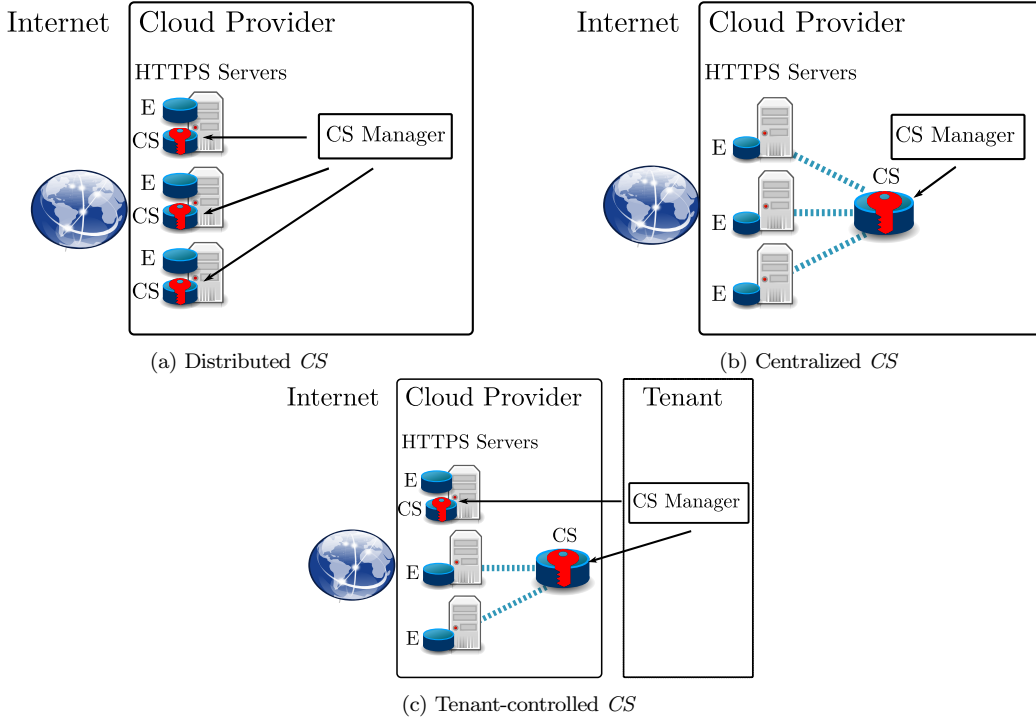 Internet
Cloud Provider
HTTPS Servers
E
CS
CS Manager
E
CS
E
CS
(a) Distributed CS
Internet
Cloud Provider
HTTPS Servers
E
CS Manager
CS
E
E
(b) Centralized CS
Internet
Cloud Provider
Tenant
HTTPS Servers
E
CS
CS Manager
CS
E
E
(c) Tenant-controlled CS